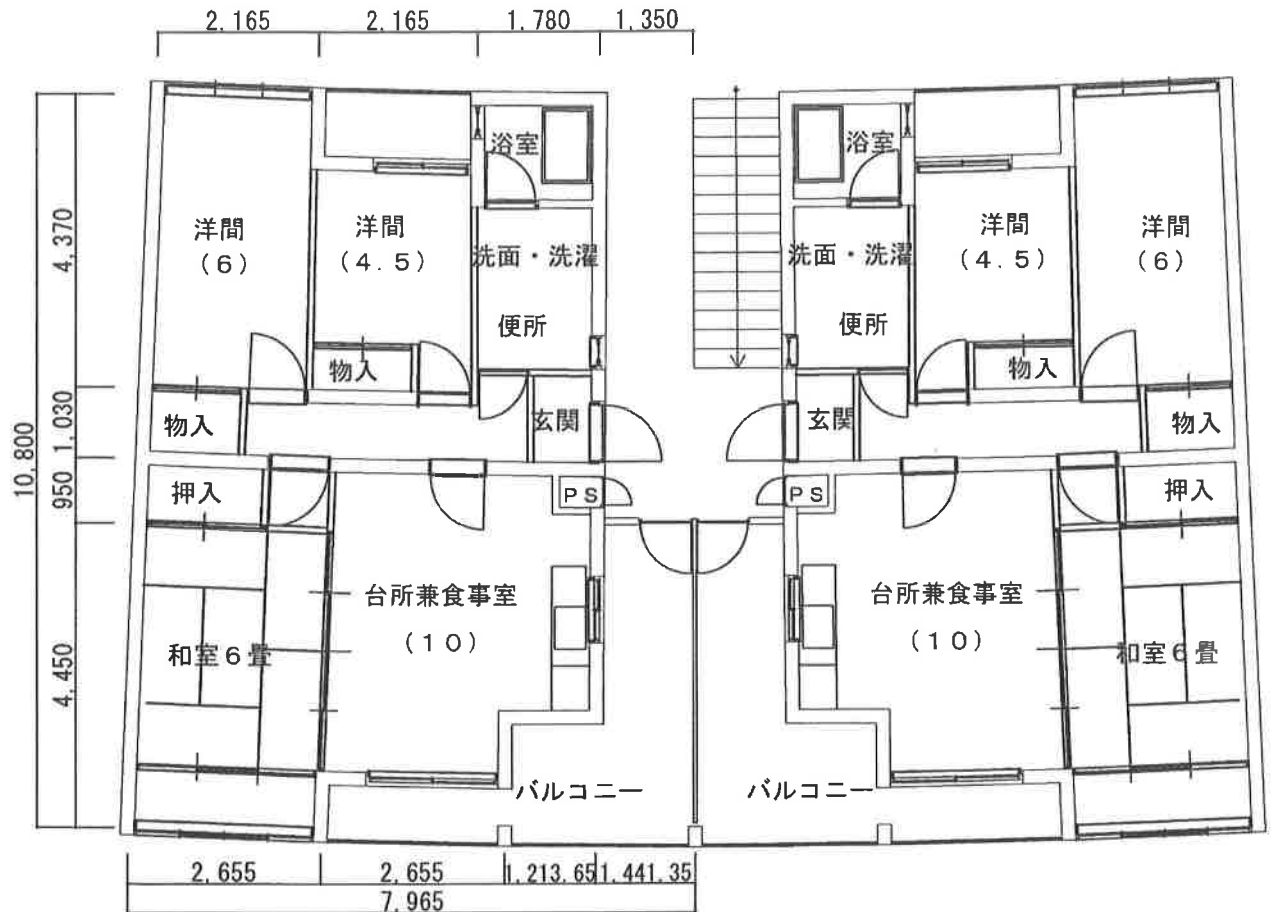 2,165
2,165
1,780
1,350
浴室
浴室
洋間
(6)
洋間
(4.5)
洗面・洗濯
便所
洗面・洗濯
便所
洋間
(4.5)
洋間
(6)
4,370
物入
物入
物入
玄関
玄関
物入
1,030
10,800
950
押入
PS
PS
押入
台所兼食事室
(10)
台所兼食事室
(10)
和室6畳
和室6畳
4,450
バルコニー
バルコニー
2,655
2,655
1,213.65
1,441.35
7,965